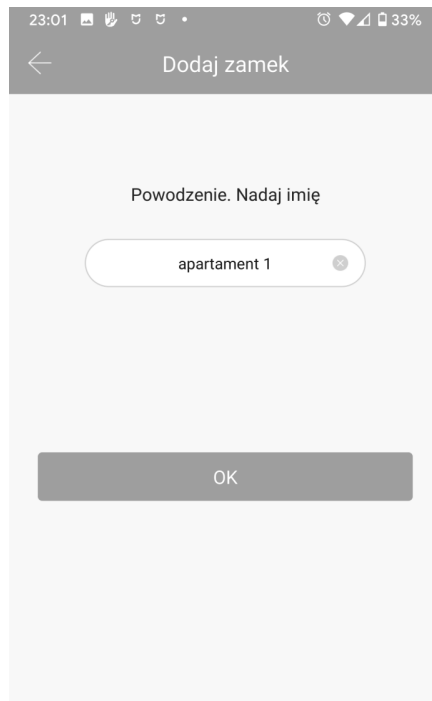 23:01 33%
Dodaj zamek
Powodzenie. Nadaj imię
apartament 1
OK